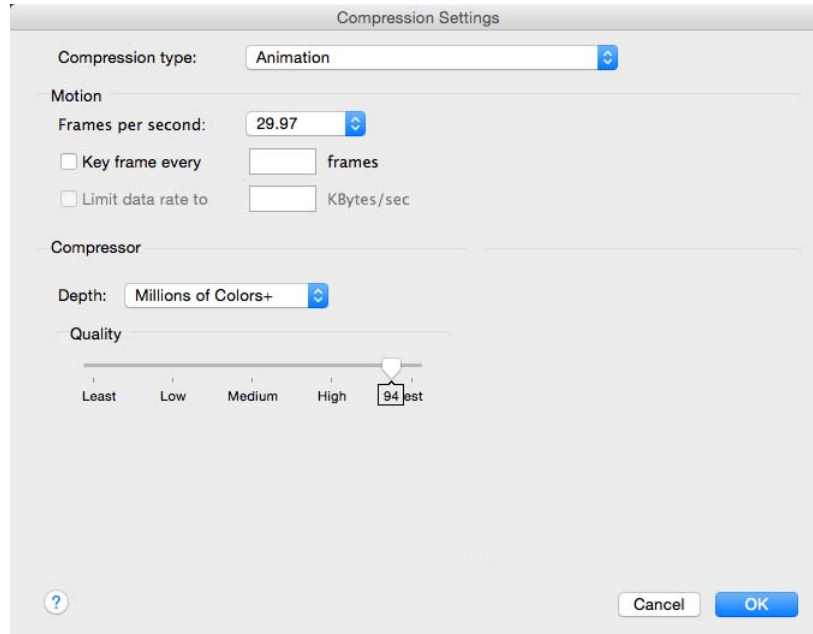 Compression Settings
Compression type: Animation
Motion
Frames per second: 29.97
Key frame every frames
Limit data rate to KBytes/sec
Compressor
Depth: Millions of Colors+
Quality
Least Low Medium High 94 est
? Cancel OK